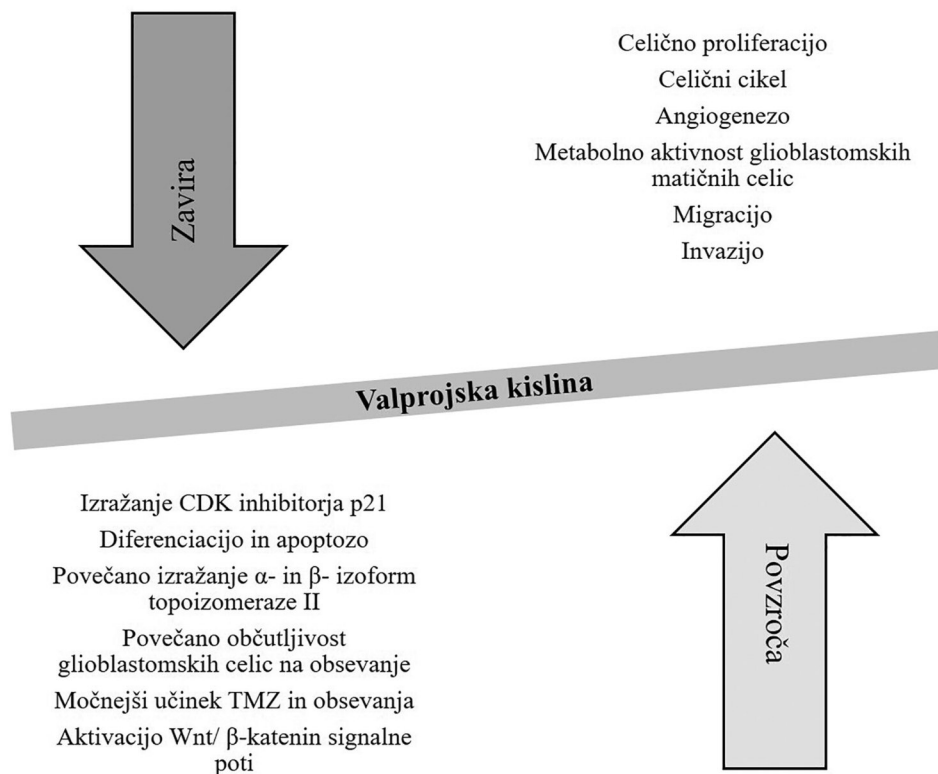 Zavira
Celično proliferacijo
Celični cikel
Angiogenezo
Metabolno aktivnost glioblastomskih
matičnih celic
Migracijo
Invazijo
Valprojska kislina
Izražanje CDK inhibitorja p21
Diferenciacijo in apoptozo
Povečano izražanje α- in β- izoform
topoizomeraze II
Povečano občutljivost
glioblastomskih celic na obsevanje
Močnejši učinek TMZ in obsevanja
Aktivacijo Wnt/ β-katenin signalne
poti
Povzroča